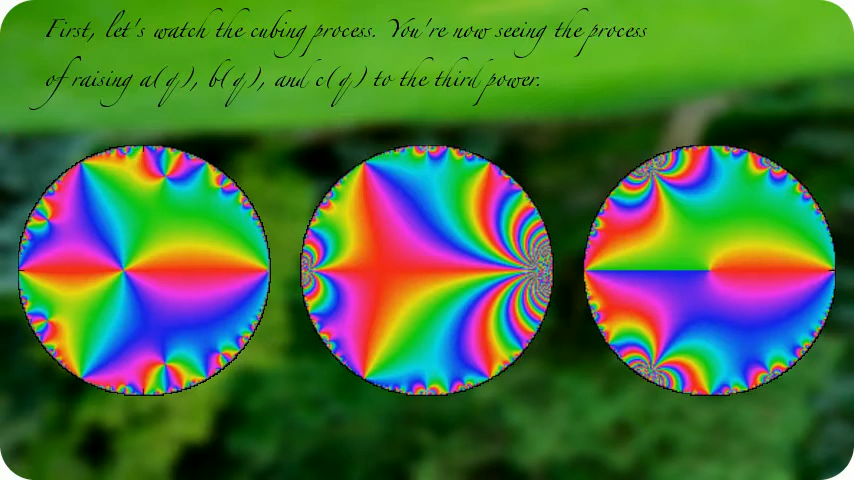 First, let's watch the cubing process. You're now seeing the process
of raising a(q), b(q), and c(q) to the third power.